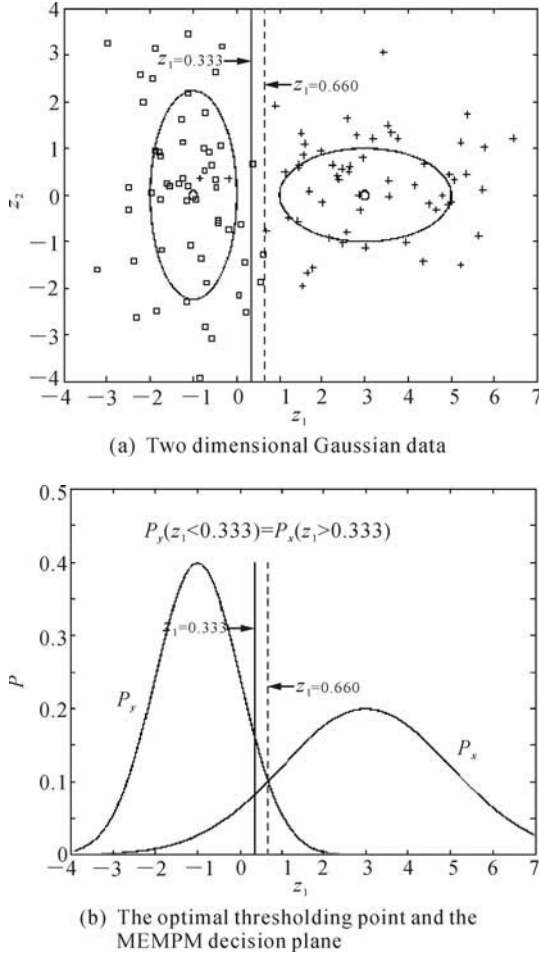 4
3
2
1
0
−1
−2
−3
−4
z₂
z₁=0.333
z₁=0.660
−4 −3 −2 −1 0 1 2 3 4 5 6 7
z₁
(a) Two dimensional Gaussian data
0.5
0.4
0.3
0.2
0.1
0
P
P_y(z₁<0.333)=P_x(z₁>0.333)
z₁=0.333
z₁=0.660
P_y
P_x
−4 −3 −2 −1 0 1 2 3 4 5 6 7
z₁
(b) The optimal thresholding point and the
MEMPM decision plane